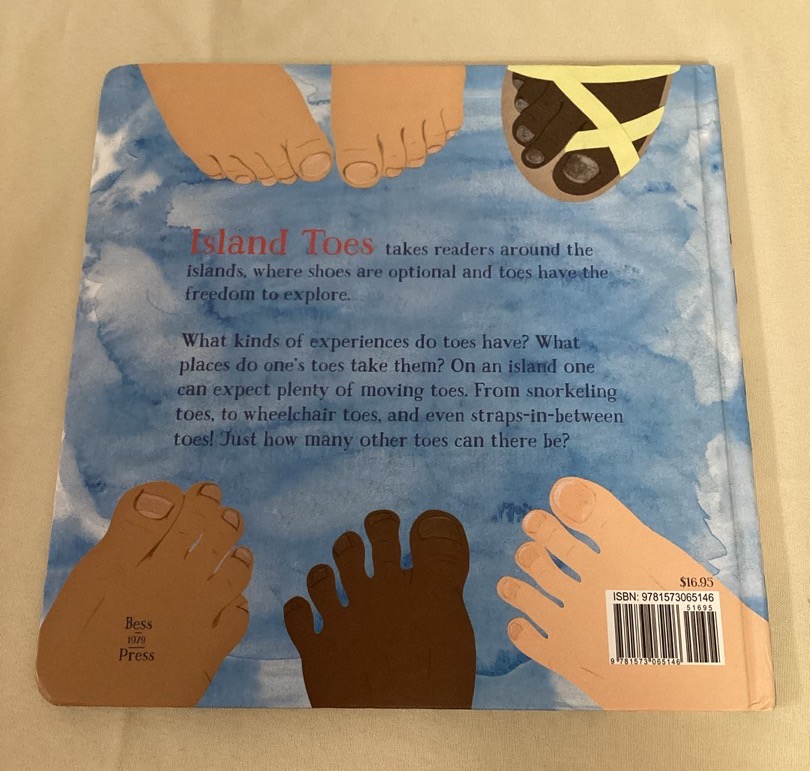 Island Toes takes readers around the
islands, where shoes are optional and toes have the
freedom to explore.
What kinds of experiences do toes have? What
places do one's toes take them? On an island one
can expect plenty of moving toes. From snorkeling
toes, to wheelchair toes, and even straps-in-between
toes! Just how many other toes can there be?
Bess
1979
Press
$16.95
ISBN: 9781573065146
51695
9 781573 065146